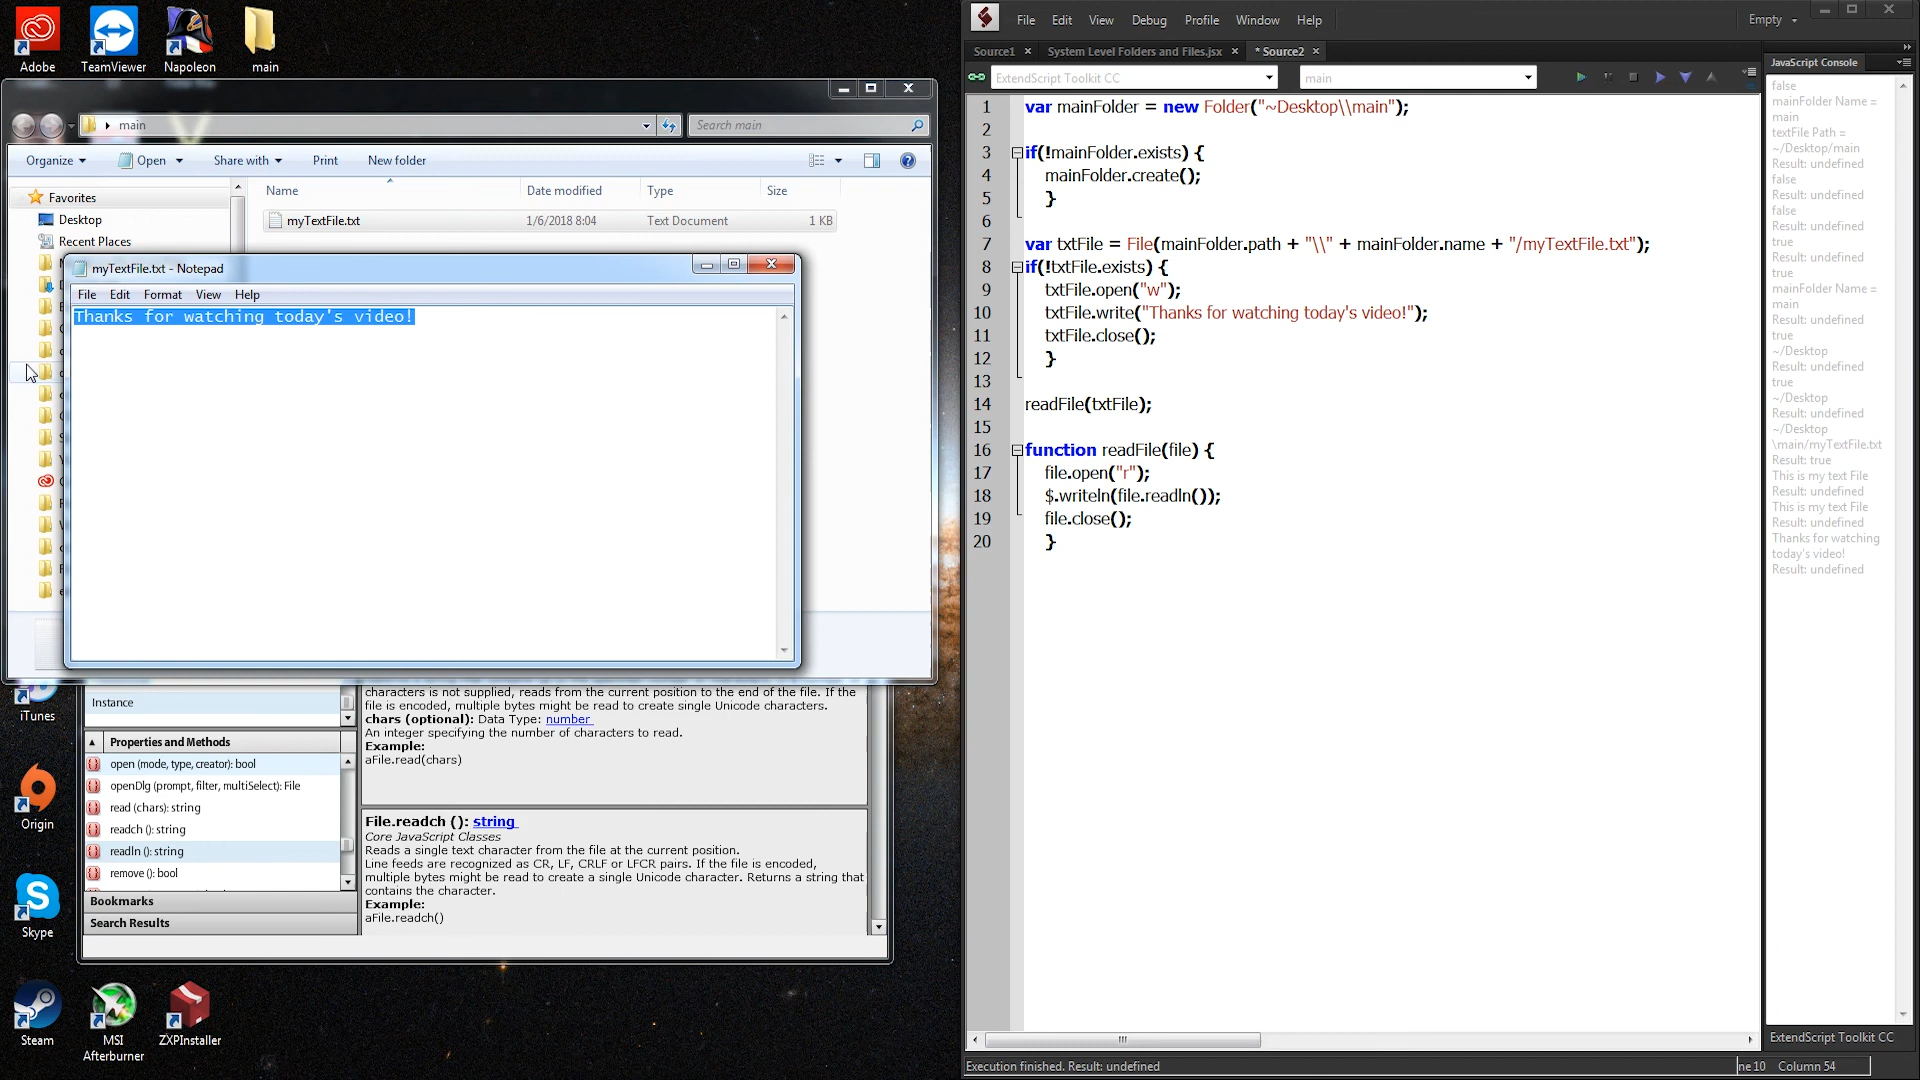 Adobe
TeamViewer
Napoleon
main
main
Search main
Organize
Open
Share with
Print
New folder
Name
Date modified
Type
Size
Favorites
Desktop
Recent Places
myTextFile.txt
1/6/2018 8:04
Text Document
1 KB
myTextFile.txt - Notepad
File
Edit
Format
View
Help
Thanks for watching today's video!
iTunes
Origin
Skype
Steam
MSI
Afterburner
ZXPInstaller
Instance
Properties and Methods
open (mode, type, creator): bool
openDlg (prompt, filter, multiSelect): File
read (chars): string
readch (): string
readln (): string
remove (): bool
Bookmarks
Search Results
characters is not supplied, reads from the current position to the end of the file. If the
file is encoded, multiple bytes might be read to create single Unicode characters.
chars (optional): Data Type: number
An integer specifying the number of characters to read.
Example:
aFile.read(chars)
File.readch (): string
Core JavaScript Classes
Reads a single text character from the file at the current position.
Line feeds are recognized as CR, LF, CRLF or LFCR pairs. If the file is encoded,
multiple bytes might be read to create a single Unicode character. Returns a string that
contains the character.
Example:
aFile.readch()
File
Edit
View
Debug
Profile
Window
Help
Empty
Source1
System Level Folders and Files.jsx
* Source2
ExtendScript Toolkit CC
main
1 var mainFolder = new Folder("~Desktop\\main");
2
3 if(!mainFolder.exists) {
4 mainFolder.create();
5 }
6
7 var txtFile = File(mainFolder.path + "\\" + mainFolder.name + "/myTextFile.txt");
8 if(!txtFile.exists) {
9 txtFile.open("w");
10 txtFile.write("Thanks for watching today's video!");
11 txtFile.close();
12 }
13
14 readFile(txtFile);
15
16 function readFile(file) {
17 file.open("r");
18 $.writeln(file.readln());
19 file.close();
20 }
JavaScript Console
false
mainFolder Name =
main
textFile Path =
~/Desktop/main
Result: undefined
false
Result: undefined
false
Result: undefined
true
Result: undefined
true
mainFolder Name =
main
Result: undefined
true
~/Desktop
Result: undefined
true
~/Desktop
Result: undefined
~/Desktop
\main/myTextFile.txt
Result: true
This is my text File
Result: undefined
This is my text File
Result: undefined
Thanks for watching
today's video!
Result: undefined
ExtendScript Toolkit CC
Execution finished. Result: undefined
ne 10 Column 54